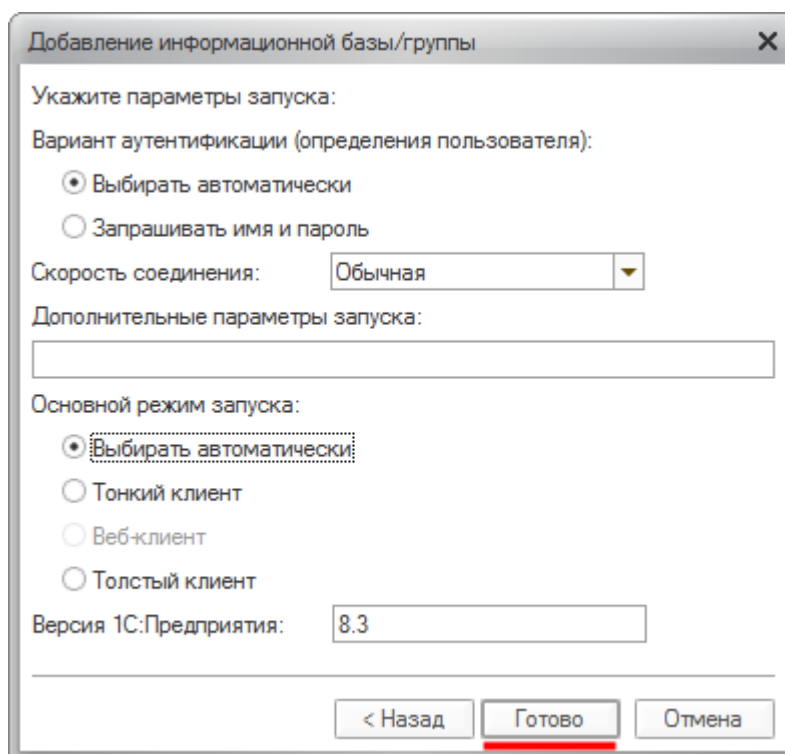 Добавление информационной базы/группы
Укажите параметры запуска:
Вариант аутентификации (определения пользователя):
Выбирать автоматически
Запрашивать имя и пароль
Скорость соединения: Обычная
Дополнительные параметры запуска:
Основной режим запуска:
Выбирать автоматически
Тонкий клиент
Веб-клиент
Толстый клиент
Версия 1С:Предприятия: 8.3
< Назад Готово Отмена